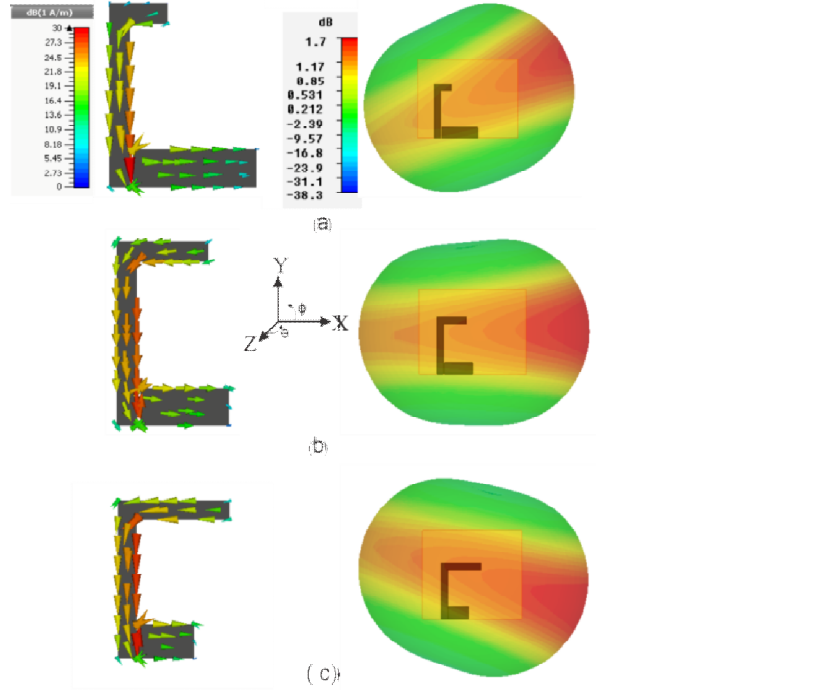 dB(1 A/m)
30
27.3
24.5
21.8
19.1
16.4
13.6
10.9
8.18
5.45
2.73
0
dB
1.7
1.17
0.85
0.531
0.212
-2.39
-9.57
-16.8
-23.9
-31.1
-38.3
(a)
Y
ϕ
X
Z
θ
(b)
(c)